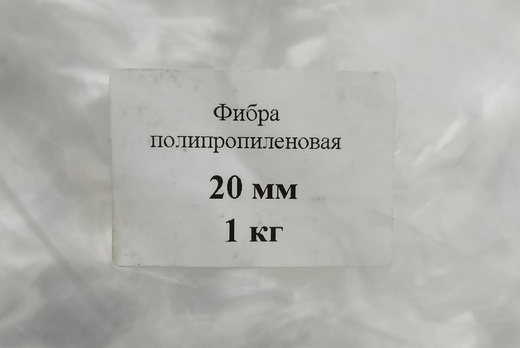 Фибра
полипропиленовая
20 мм
1 кг